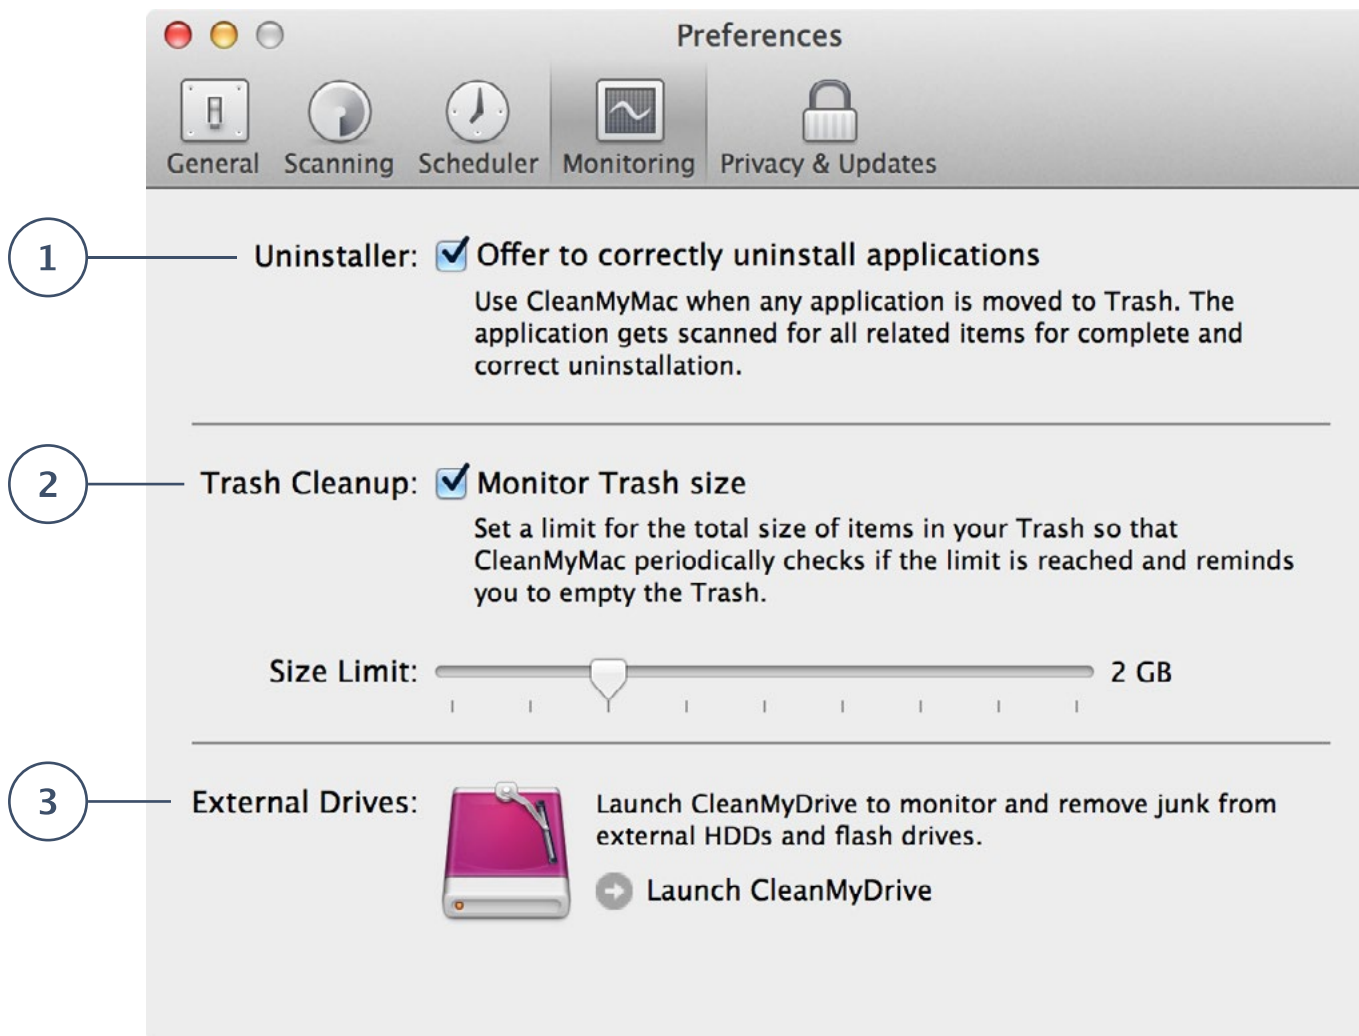 Preferences
General Scanning Scheduler Monitoring Privacy & Updates
1
Uninstaller: Offer to correctly uninstall applications
Use CleanMyMac when any application is moved to Trash. The
application gets scanned for all related items for complete and
correct uninstallation.
2
Trash Cleanup: Monitor Trash size
Set a limit for the total size of items in your Trash so that
CleanMyMac periodically checks if the limit is reached and reminds
you to empty the Trash.
Size Limit: 2 GB
3
External Drives: Launch CleanMyDrive to monitor and remove junk from
external HDDs and flash drives.
Launch CleanMyDrive